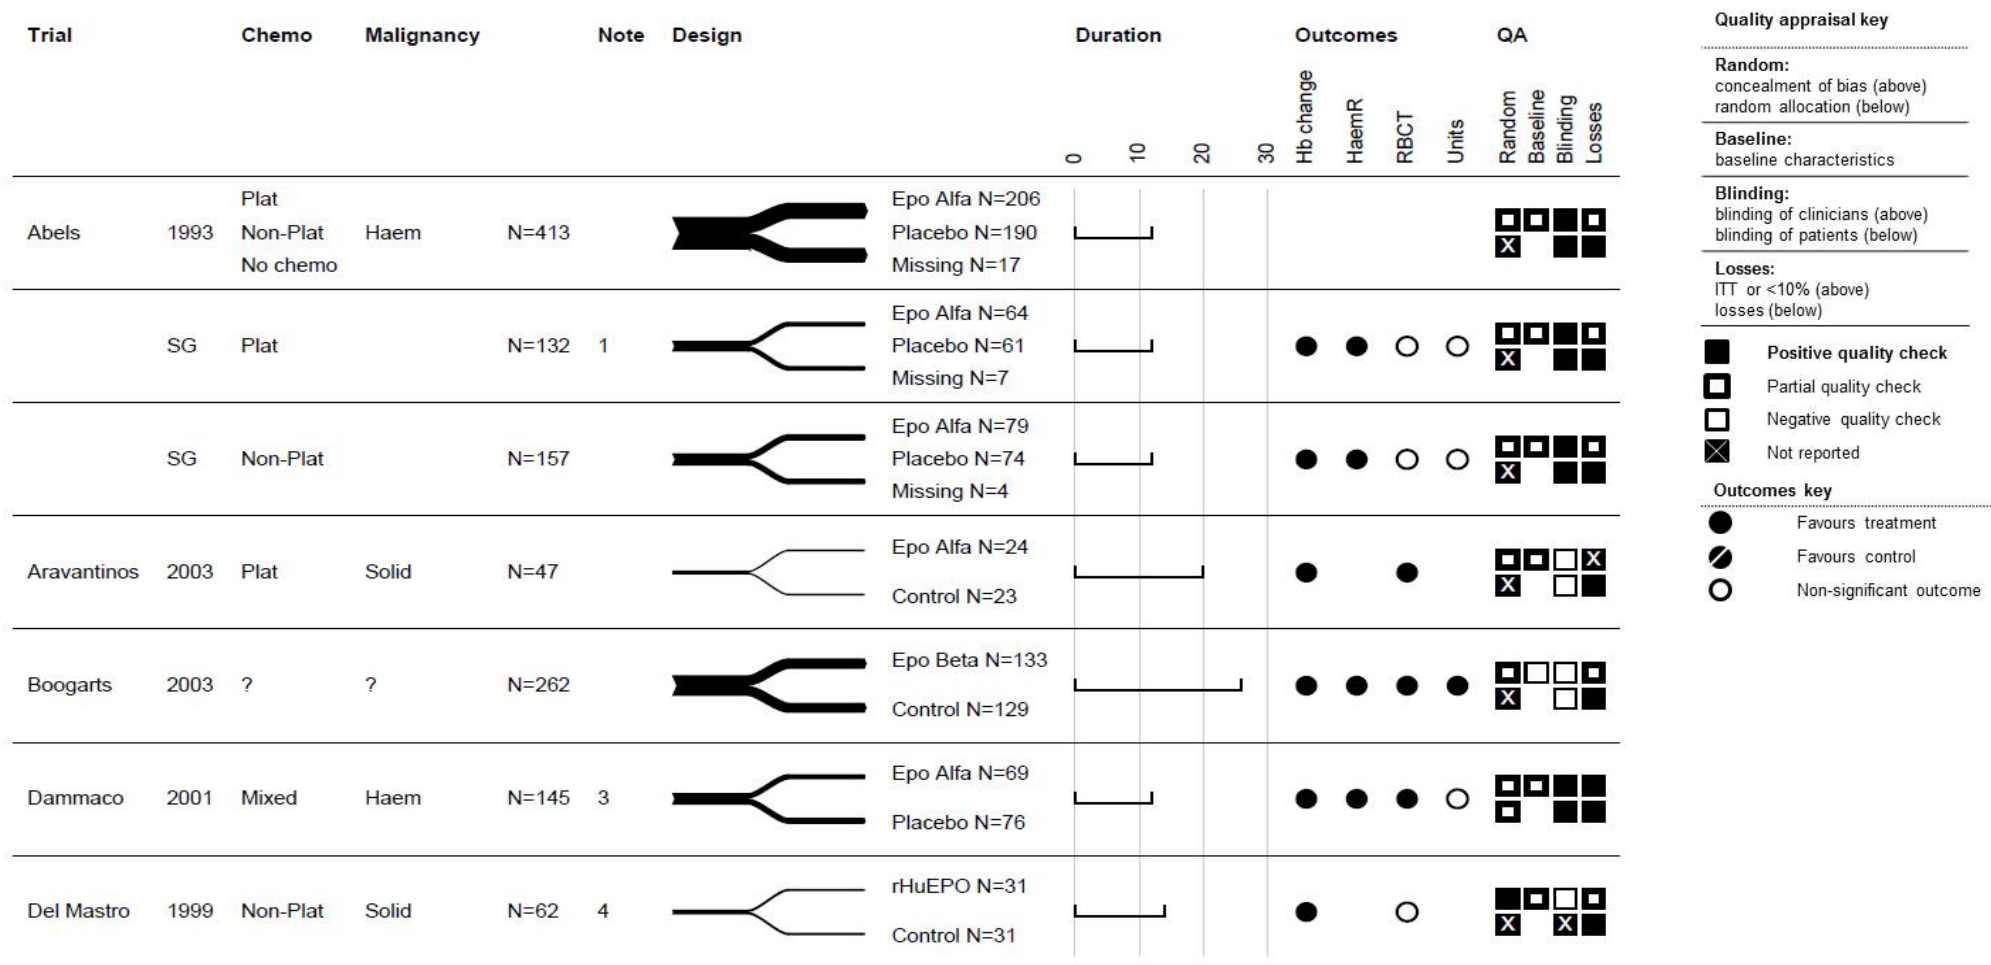 Trial Chemo Malignancy Note Design Duration Outcomes QA
0 10 20 30 Hb change HaemR RBCT Units Random Baseline Blinding Losses
Plat Epo Alfa N=206
Abels 1993 Non-Plat Haem N=413 Placebo N=190
No chemo Missing N=17
X
Epo Alfa N=64
SG Plat N=132 1 Placebo N=61
X
Missing N=7
Epo Alfa N=79
SG Non-Plat N=157 Placebo N=74
X
Missing N=4
Epo Alfa N=24
X
Aravantinos 2003 Plat Solid N=47
X
Control N=23
Epo Beta N=133
Boogarts 2003 ? ? N=262
X
Control N=129
Epo Alfa N=69
Dammaco 2001 Mixed Haem N=145 3
Placebo N=76
rHuEPO N=31
Del Mastro 1999 Non-Plat Solid N=62 4
X X
Control N=31
Quality appraisal key
Random:
concealment of bias (above)
random allocation (below)
Baseline:
baseline characteristics
Blinding:
blinding of clinicians (above)
blinding of patients (below)
Losses:
ITT or <10% (above)
losses (below)
Positive quality check
Partial quality check
Negative quality check
Not reported
Outcomes key
Favours treatment
Favours control
Non-significant outcome